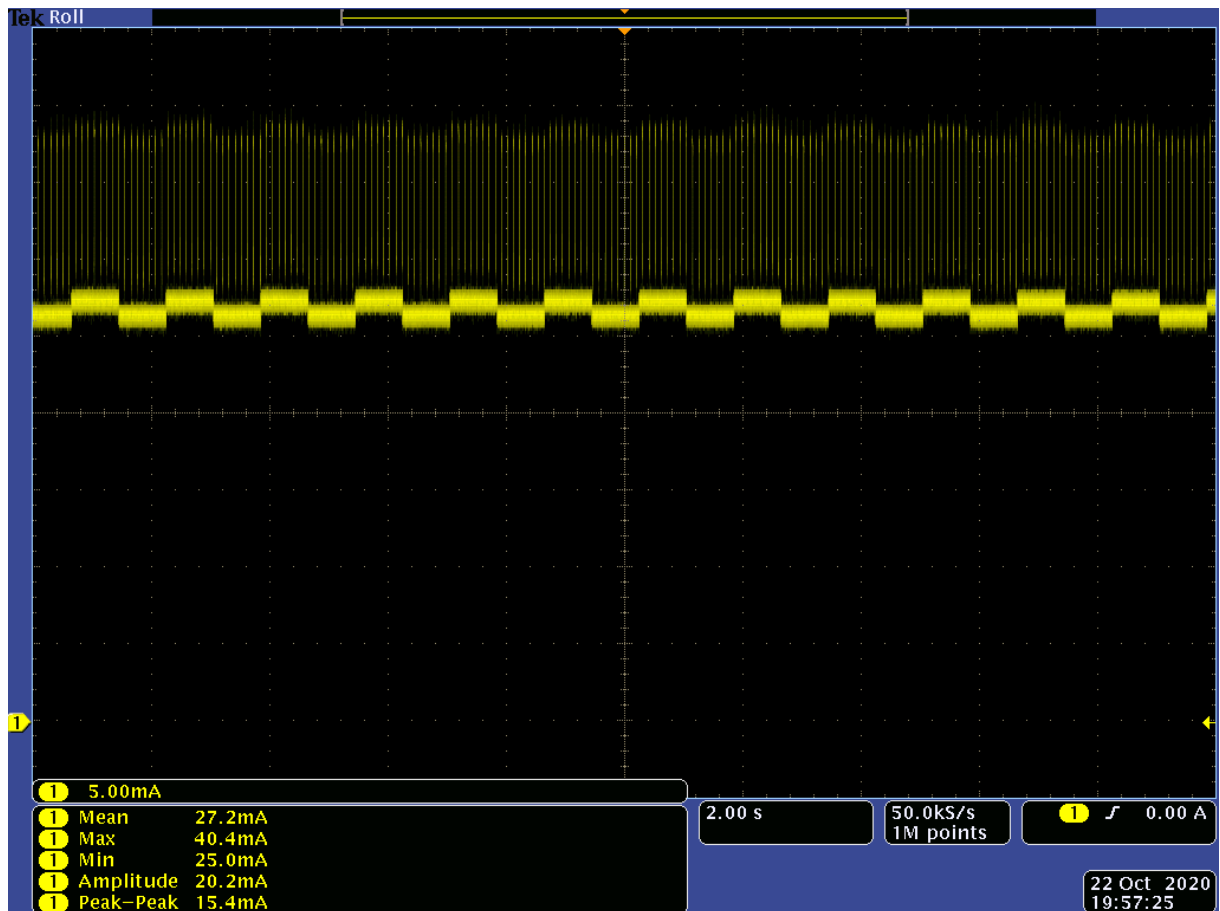 Tek Roll
1
1 5.00mA
1 Mean 27.2mA
1 Max 40.4mA
1 Min 25.0mA
1 Amplitude 20.2mA
1 Peak-Peak 15.4mA
2.00 s
50.0kS/s
1M points
1 0.00 A
22 Oct 2020
19:57:25